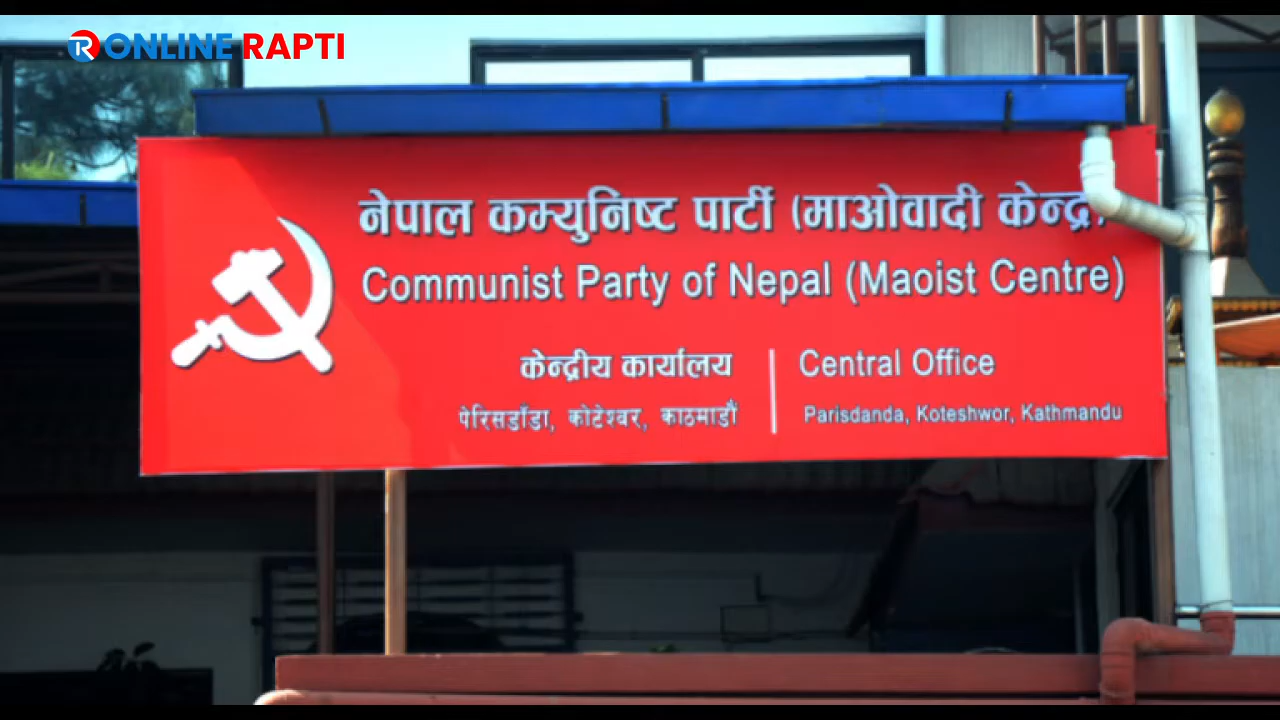 ONLINE RAPTI
नेपाल कम्युनिष्ट पार्टी (माओवादी केन्द्र)
Communist Party of Nepal (Maoist Centre)
केन्द्रीय कार्यालय
पेरिसडाँडा, कोटेश्वर, काठमाडौं
Central Office
Parisdanda, Koteshwor, Kathmandu